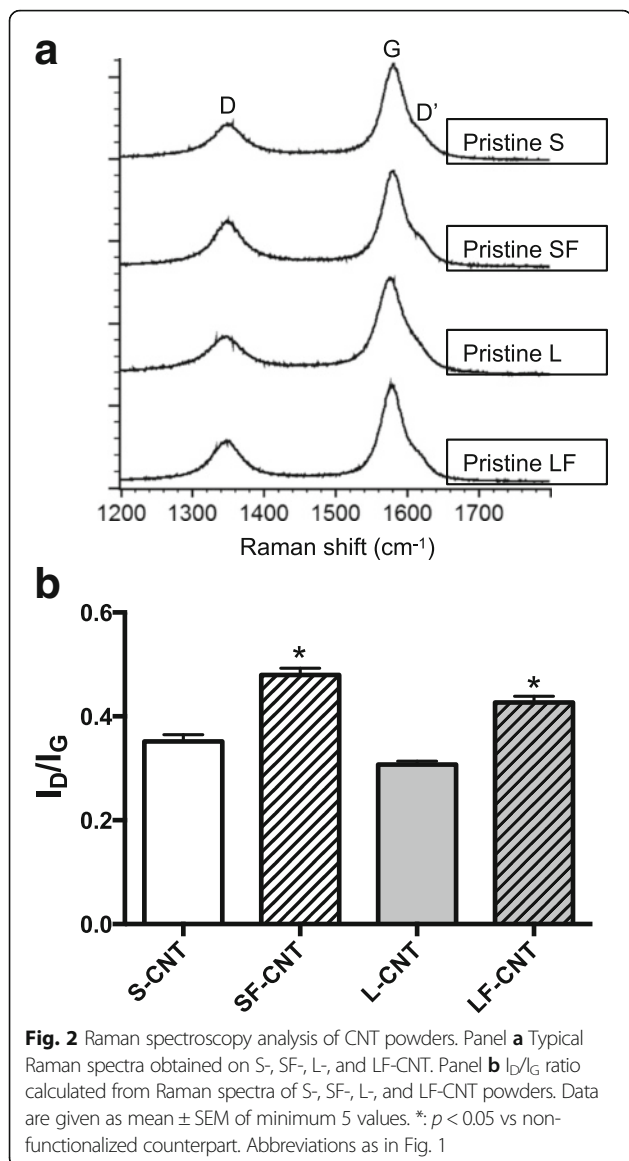 a
G
D
D’
Pristine S
Pristine SF
Pristine L
Pristine LF
1200 1300 1400 1500 1600 1700
Raman shift (cm-1)
b
0.6
*
*
0.4
ID/IG
0.2
0.0
S-CNT SF-CNT L-CNT LF-CNT
Fig. 2 Raman spectroscopy analysis of CNT powders. Panel a Typical
Raman spectra obtained on S-, SF-, L-, and LF-CNT. Panel b ID/IG ratio
calculated from Raman spectra of S-, SF-, L-, and LF-CNT powders. Data
are given as mean ± SEM of minimum 5 values. *: p < 0.05 vs non-
functionalized counterpart. Abbreviations as in Fig. 1